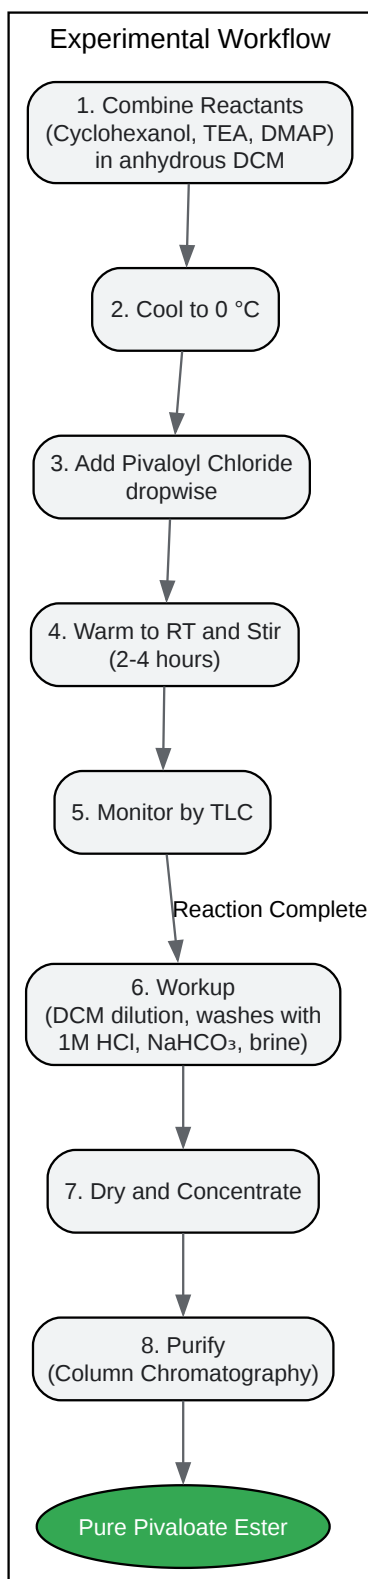 Experimental Workflow
1. Combine Reactants
(Cyclohexanol, TEA, DMAP)
in anhydrous DCM
2. Cool to 0 °C
3. Add Pivaloyl Chloride
dropwise
4. Warm to RT and Stir
(2-4 hours)
5. Monitor by TLC
Reaction Complete
6. Workup
(DCM dilution, washes with
1M HCl, NaHCO₃, brine)
7. Dry and Concentrate
8. Purify
(Column Chromatography)
Pure Pivaloate Ester